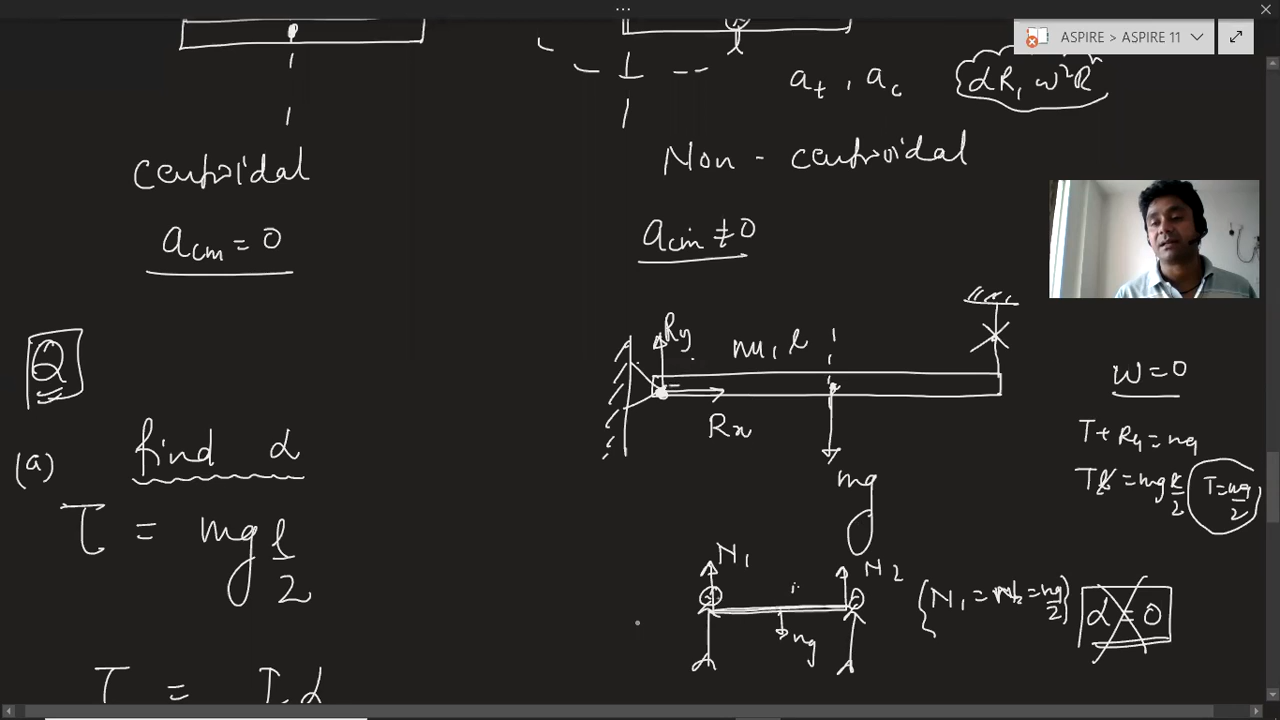 ASPIRE > ASPIRE 11
a_t , a_c
αR, ω²R
Centroidal
Non - centroidal
a_cm = 0
a_cm ≠ 0
Q
Ry
m, l
Rx
mg
ω = 0
T + Ry = mg
Tl = mg l/2
T = mg/2
(a) find α
τ = mg l/2
N1
N2
mg
{ N1 = N2 = mg/2 }
α = 0
τ = I α